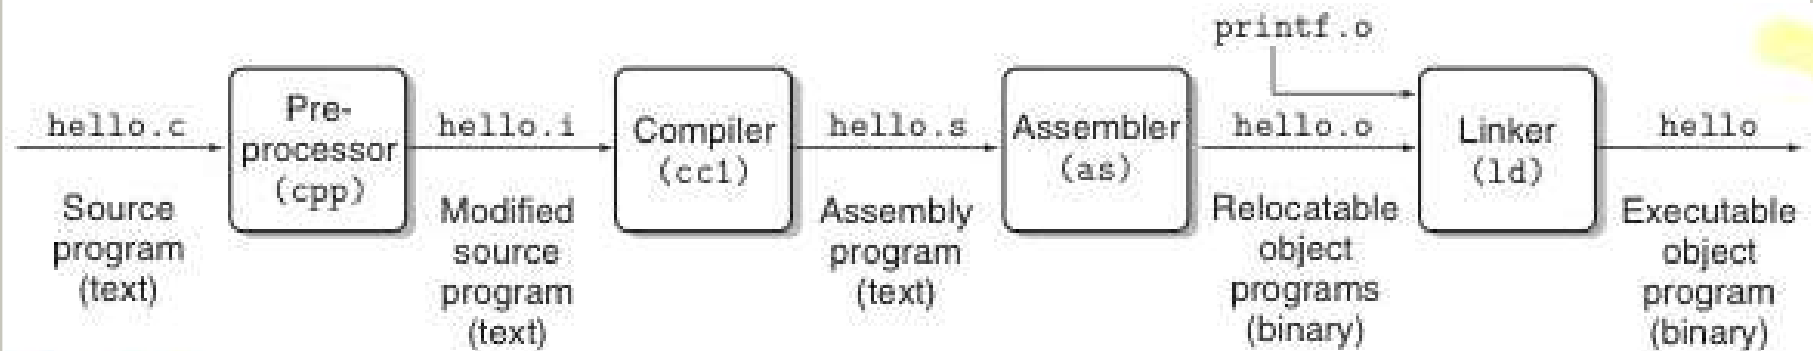 printf.o
hello.c
Pre-
processor
(cpp)
hello.i
Compiler
(cc1)
hello.s
Assembler
(as)
hello.o
Linker
(ld)
hello
Source
program
(text)
Modified
source
program
(text)
Assembly
program
(text)
Relocatable
object
programs
(binary)
Executable
object
program
(binary)